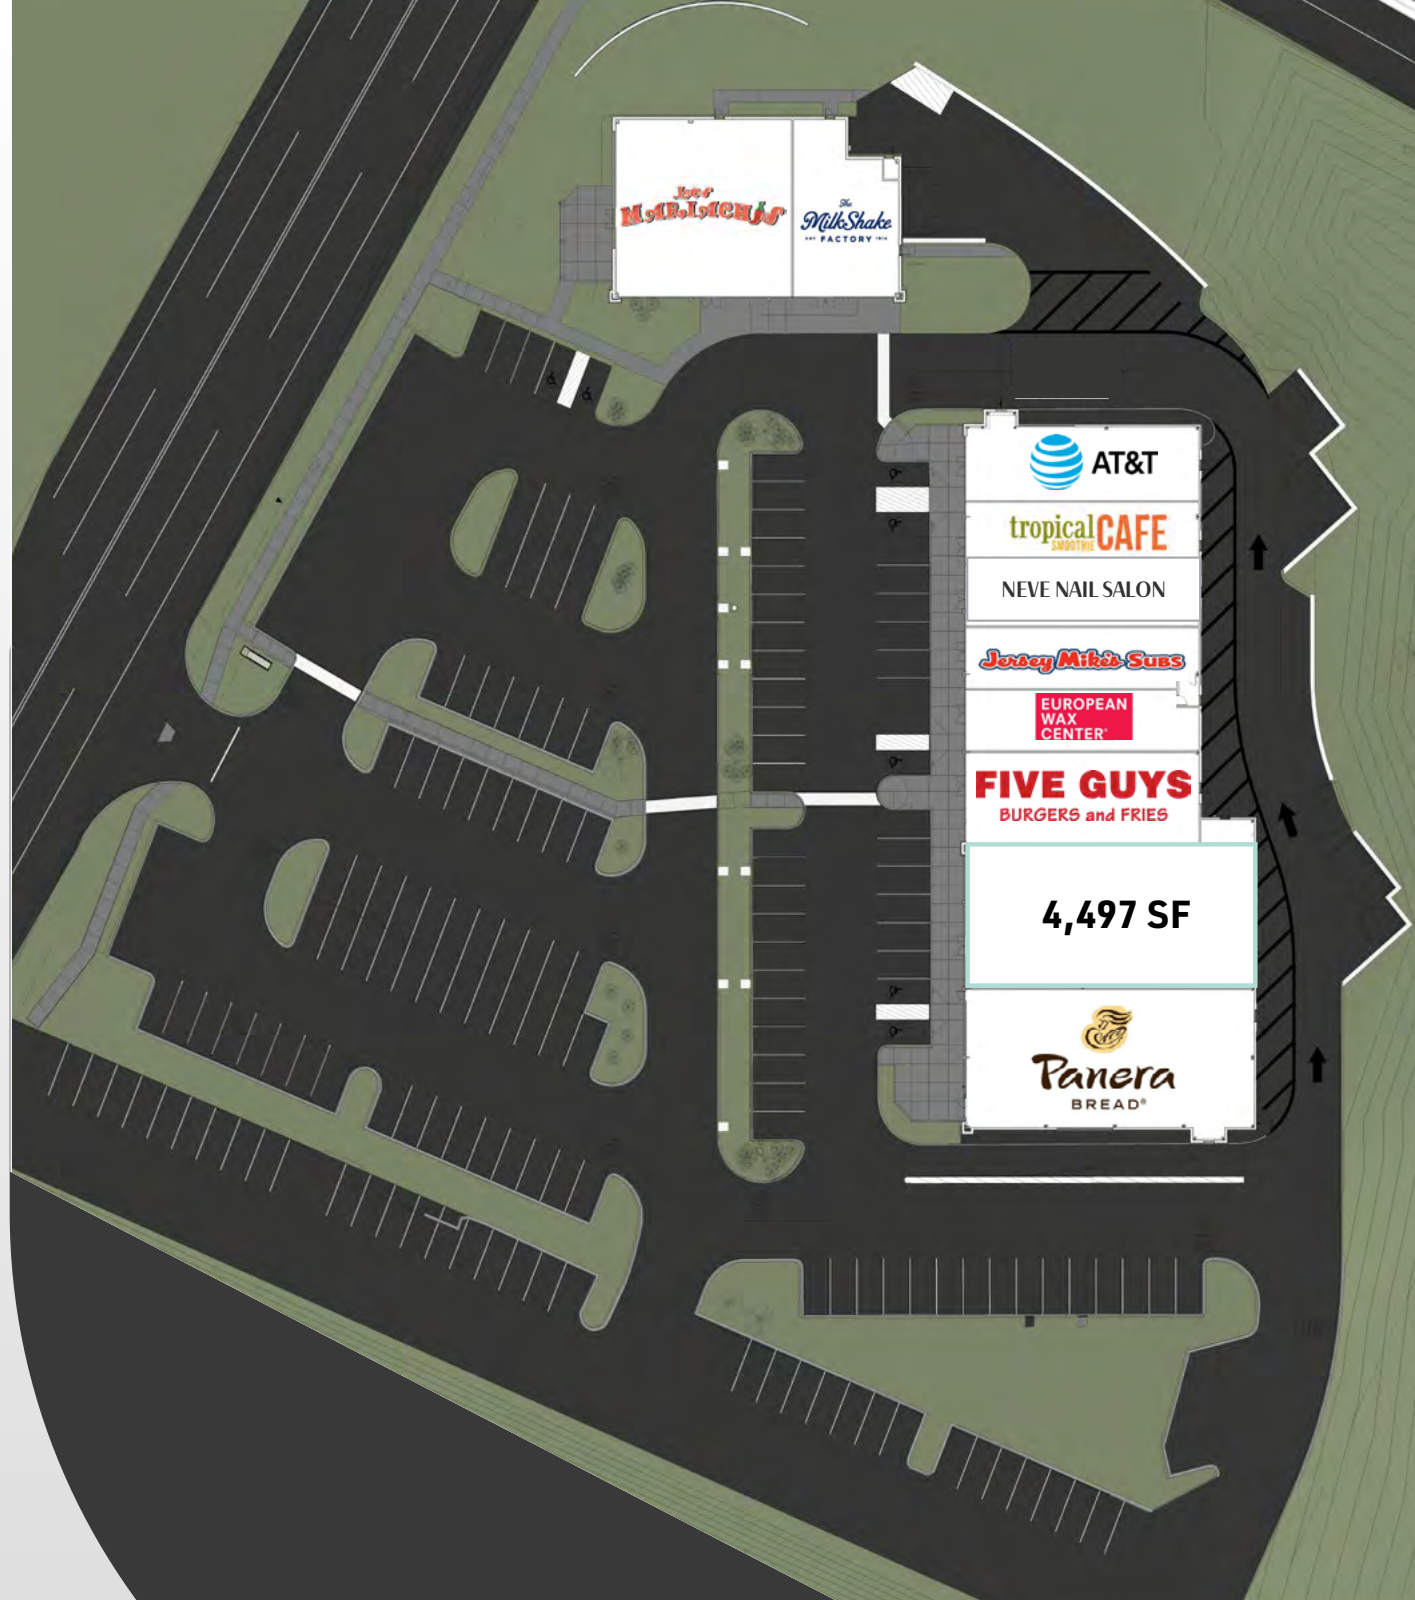 Los
MARIACHIS
The
MilkShake
FACTORY
AT&T
tropical CAFE
SMOOTHIE
NEVE NAIL SALON
Jersey Mike's Subs
EUROPEAN
WAX
CENTER
FIVE GUYS
BURGERS and FRIES
4,497 SF
Panera
BREAD®